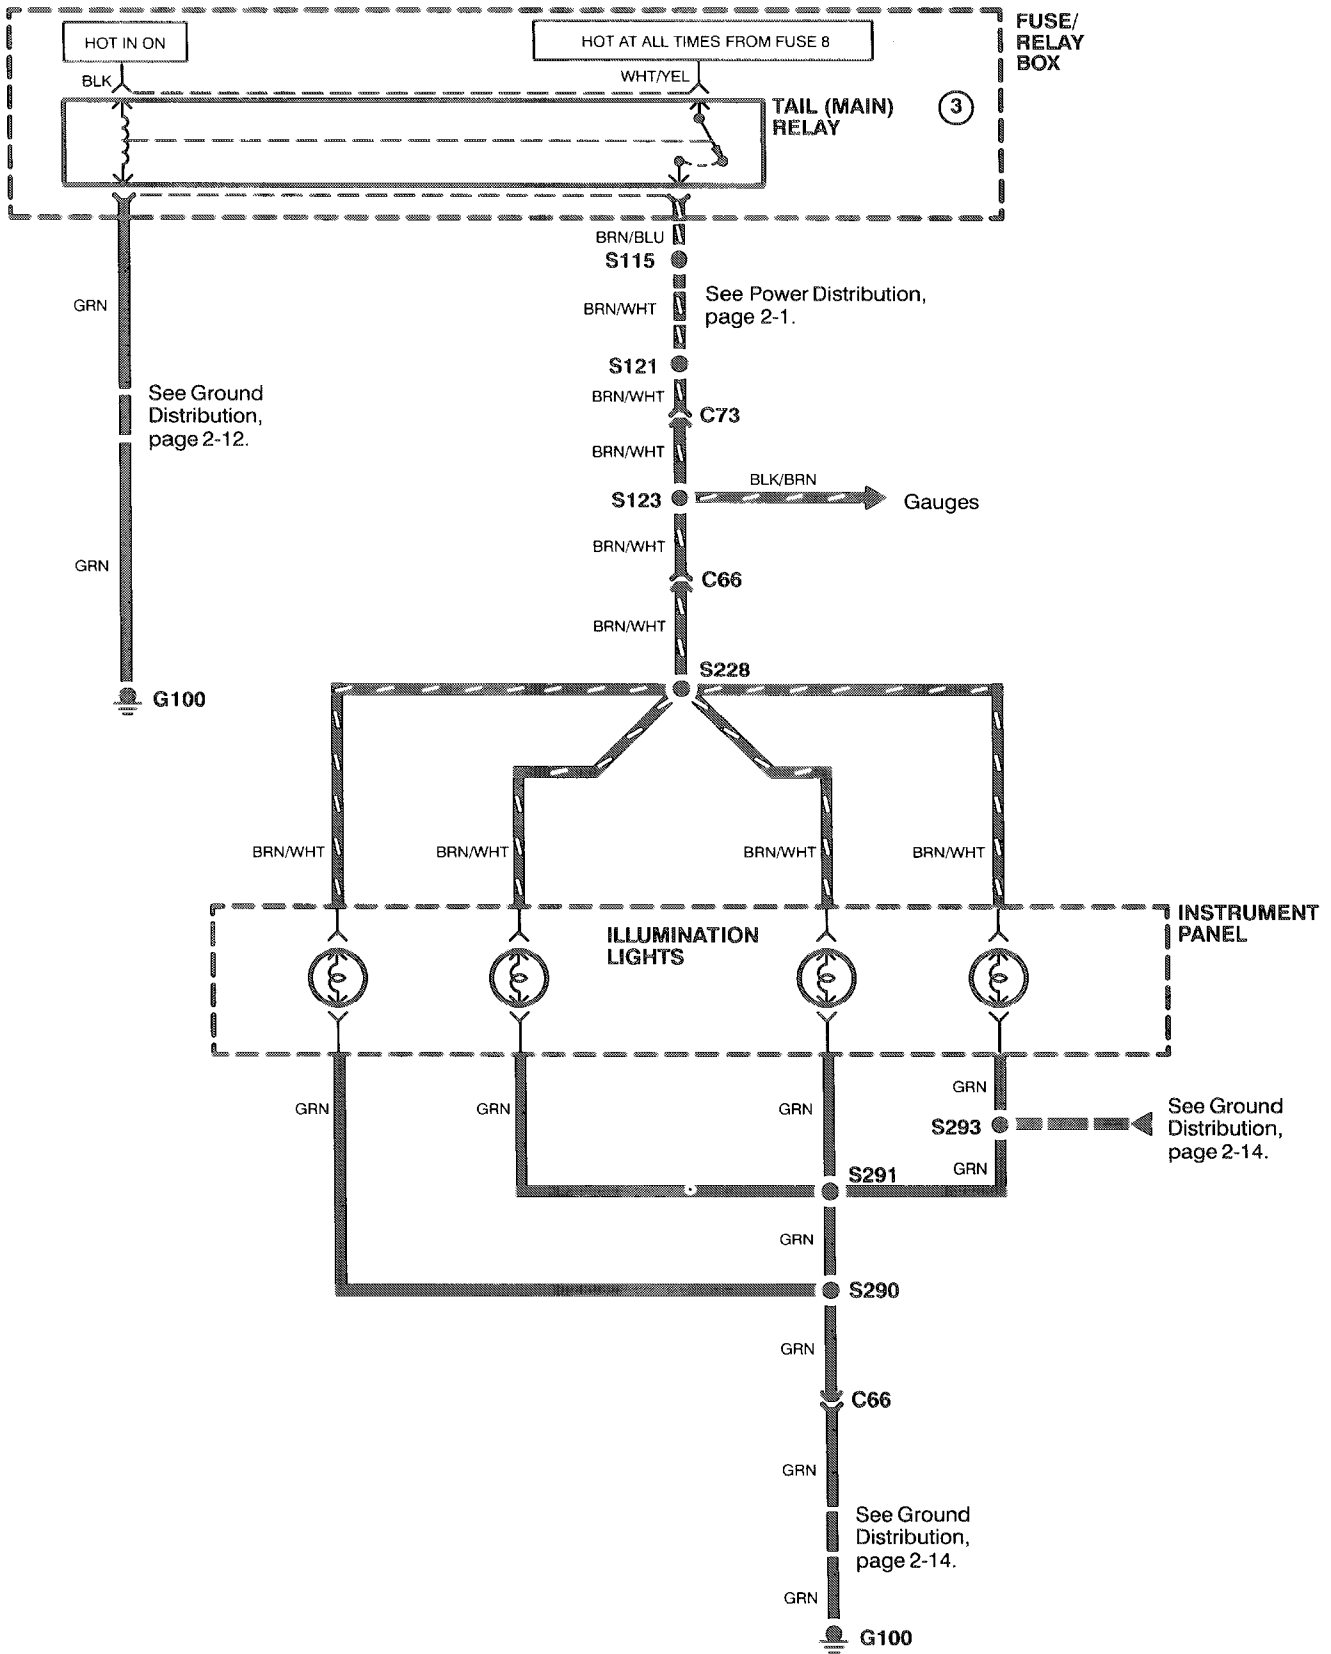 FUSE/
RELAY
BOX
HOT IN ON
HOT AT ALL TIMES FROM FUSE 8
BLK
WHT/YEL
TAIL (MAIN)
RELAY
3
BRN/BLU
S115
GRN
BRN/WHT
See Power Distribution,
page 2-1.
S121
See Ground
Distribution,
page 2-12.
BRN/WHT
C73
BRN/WHT
BLK/BRN
S123
Gauges
BRN/WHT
GRN
C66
BRN/WHT
S228
G100
BRN/WHT
BRN/WHT
BRN/WHT
BRN/WHT
INSTRUMENT
PANEL
ILLUMINATION
LIGHTS
GRN
GRN
GRN
GRN
See Ground
Distribution,
page 2-14.
S293
GRN
S291
GRN
S290
GRN
C66
GRN
See Ground
Distribution,
page 2-14.
GRN
G100